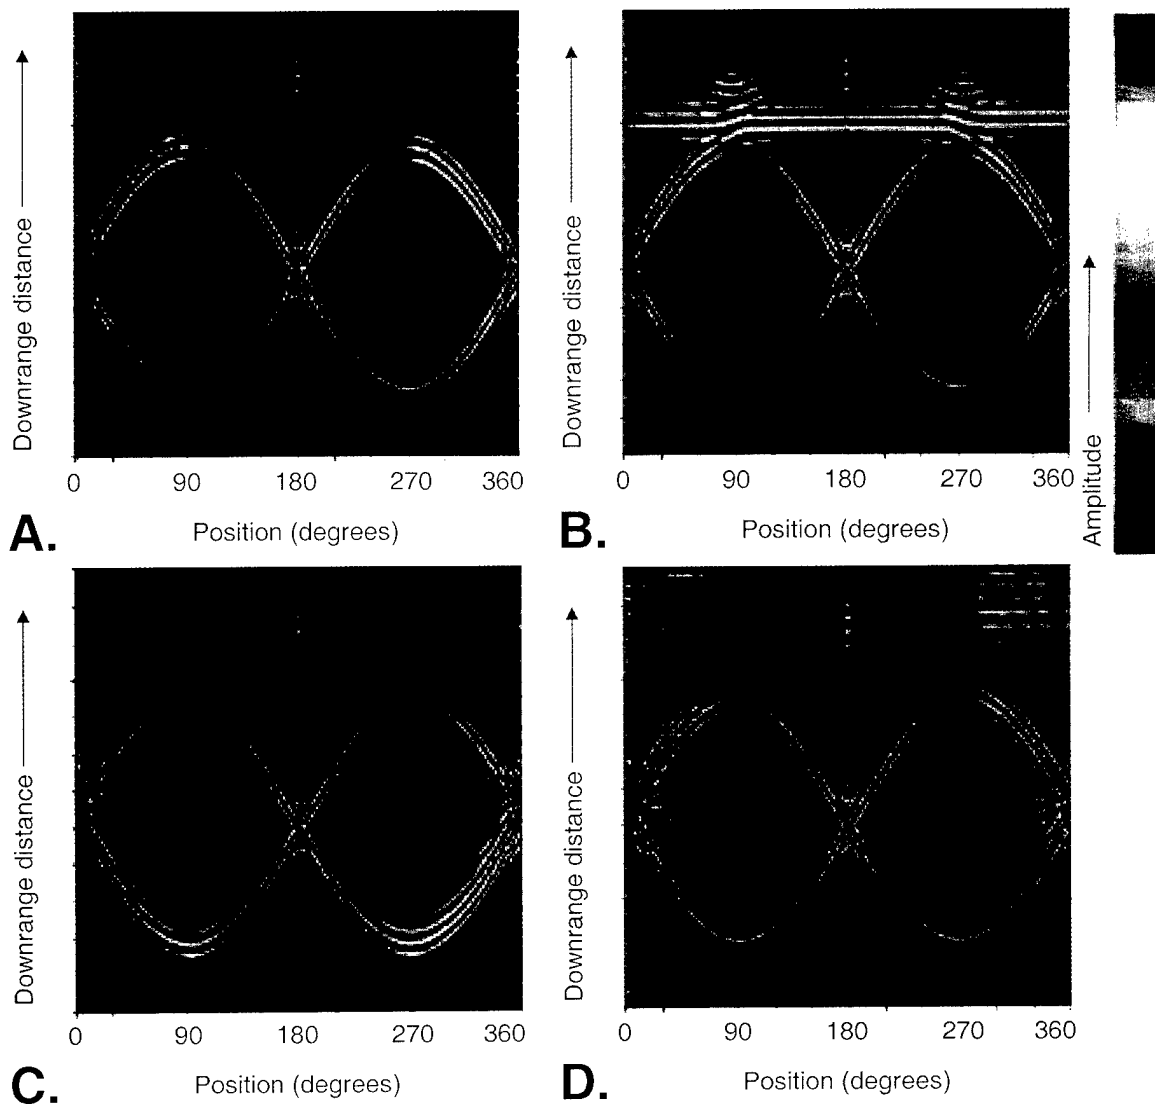 Downrange distance
0 90 180 270 360
Position (degrees)
A.
Downrange distance
0 90 180 270 360
Position (degrees)
B.
Amplitude
Downrange distance
0 90 180 270 360
Position (degrees)
C.
Downrange distance
0 90 180 270 360
Position (degrees)
D.